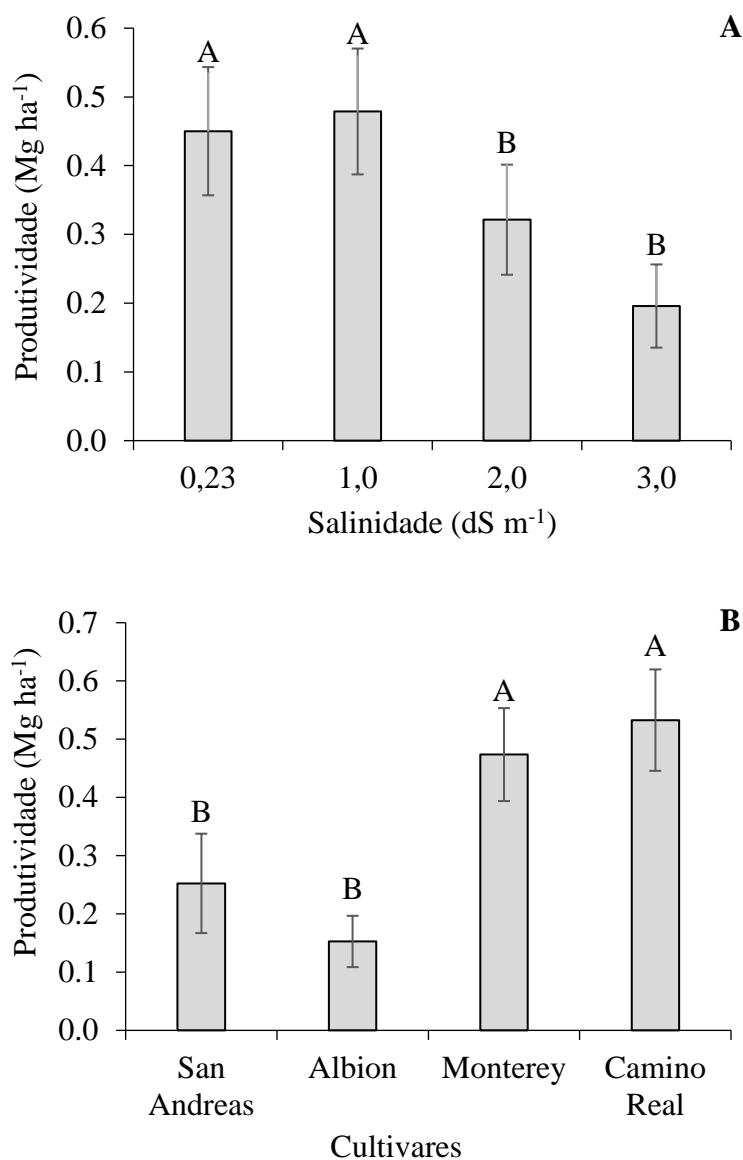 A
Produtividade (Mg ha-1)
0.6
0.5
0.4
0.3
0.2
0.1
0.0
A
A
B
B
0,23 1,0 2,0 3,0
Salinidade (dS m-1)
B
Produtividade (Mg ha-1)
0.7
0.6
0.5
0.4
0.3
0.2
0.1
0.0
B
B
A
A
San Albion Monterey Camino
Andreas Real
Cultivares